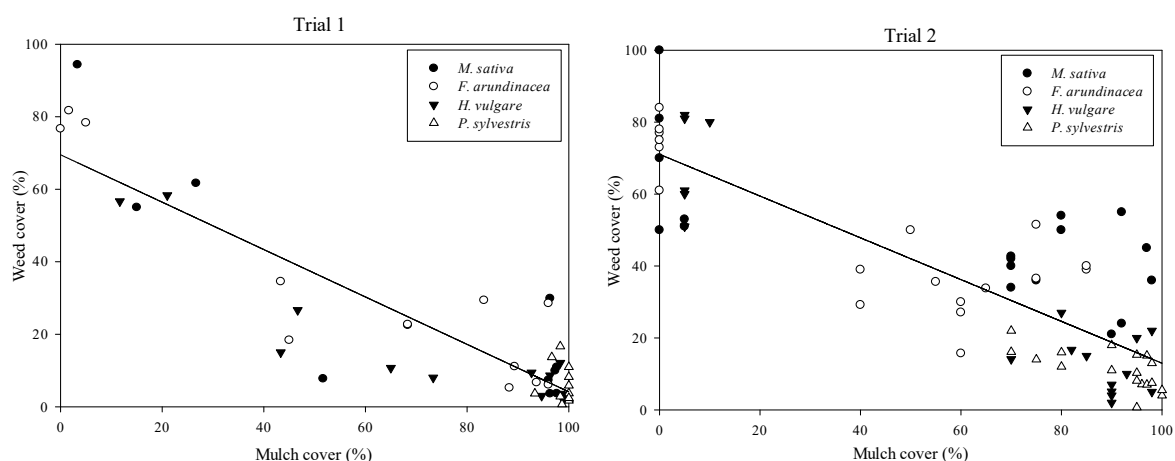 Trial 1
100
80
60
40
20
0
Weed cover (%)
M. sativa
F. arundinacea
H. vulgare
P. sylvestris
0 20 40 60 80 100
Mulch cover (%)
Trial 2
100
80
60
40
20
0
Weed cover (%)
M. sativa
F. arundinacea
H. vulgare
P. sylvestris
0 20 40 60 80 100
Mulch cover (%)